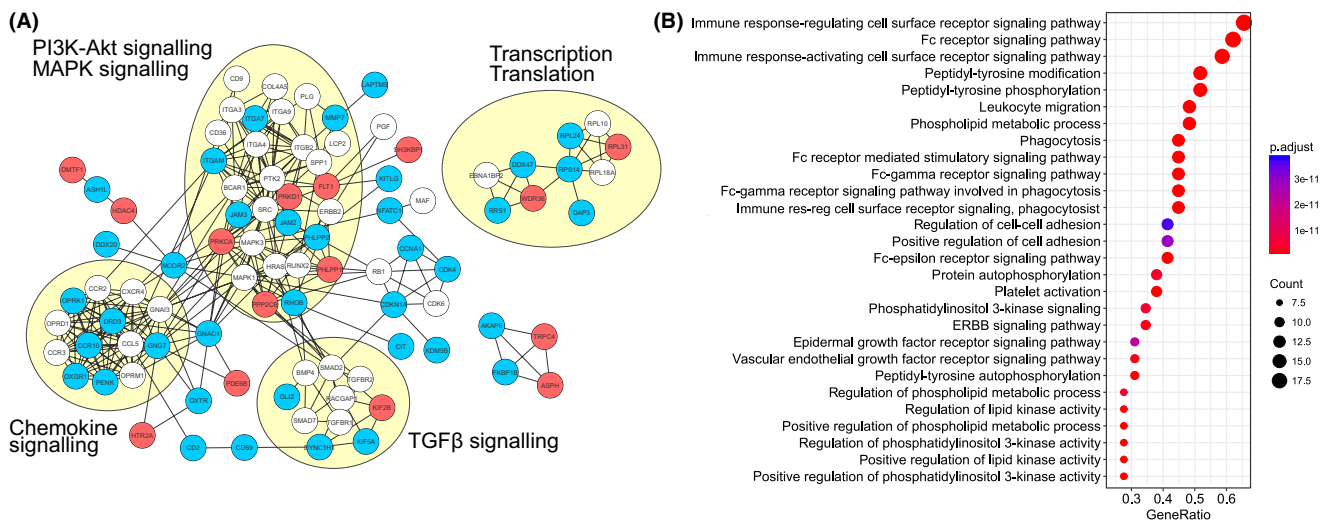 (A)
PI3K-Akt signalling
MAPK signalling
Transcription
Translation
CD9
COL4A5
PLG
LAPTM5
ITGA3
ITGA7
ITGA9
MMP7
CD36
ITGA4
ITGB2
LCP2
PGF
ITGAM
SPP1
SH3KBP1
PTK2
BCAR1
PRKD1
FLT1
KITLG
DMTF1
ASH1L
HDAC4
SRC
ERBB2
NFATC1
MAF
JAM3
JAM2
PHLPP2
DDX20
PRKCA
MAPK3
NCOR2
HRAS
RUNX2
PHLPP1
RB1
CCNA1
CDK4
MAPK1
PPP2CB
RHOB
CDKN1A
CDK6
CCR2
CXCR4
OPRK1
GNAI3
OPRD1
DRD3
CCR3
CCR10
CCL5
GNG7
GNAO1
OXGR1
PENK
OPRM1
PDE6B
OXTR
HTR2A
CIT
KDM5B
CD2
CD59
BMP4
SMAD2
TGFBR2
GLI2
RACGAP1
KIF2B
SMAD7
TGFBR1
DYNC1H1
KIF5A
RPL10
RPL24
RPL31
DDX47
EBNA1BP2
RPS14
RPL18A
WDR36
RRS1
DAP3
AKAP6
TRPC4
FKBP1B
ASPH
Chemokine
signalling
TGFβ signalling
(B)
Immune response-regulating cell surface receptor signaling pathway
Fc receptor signaling pathway
Immune response-activating cell surface receptor signaling pathway
Peptidyl-tyrosine modification
Peptidyl-tyrosine phosphorylation
Leukocyte migration
Phospholipid metabolic process
Phagocytosis
Fc receptor mediated stimulatory signaling pathway
Fc-gamma receptor signaling pathway
Fc-gamma receptor signaling pathway involved in phagocytosis
Immune res-reg cell surface receptor signaling, phagocytosist
Regulation of cell-cell adhesion
Positive regulation of cell adhesion
Fc-epsilon receptor signaling pathway
Protein autophosphorylation
Platelet activation
Phosphatidylinositol 3-kinase signaling
ERBB signaling pathway
Epidermal growth factor receptor signaling pathway
Vascular endothelial growth factor receptor signaling pathway
Peptidyl-tyrosine autophosphorylation
Regulation of phospholipid metabolic process
Regulation of lipid kinase activity
Positive regulation of phospholipid metabolic process
Regulation of phosphatidylinositol 3-kinase activity
Positive regulation of lipid kinase activity
Positive regulation of phosphatidylinositol 3-kinase activity
0.3 0.4 0.5 0.6
GeneRatio
p.adjust
3e-11
2e-11
1e-11
Count
7.5
10.0
12.5
15.0
17.5